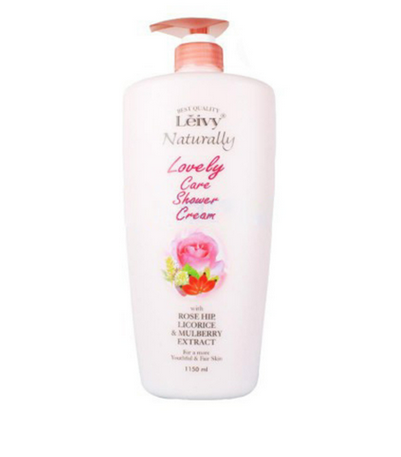 BEST QUALITY
Leivy®
Naturally
Lovely
Care
Shower
Cream
with
ROSE HIP,
LICORICE
& MULBERRY
EXTRACT
For a more
Youthful & Fair Skin
1150 ml